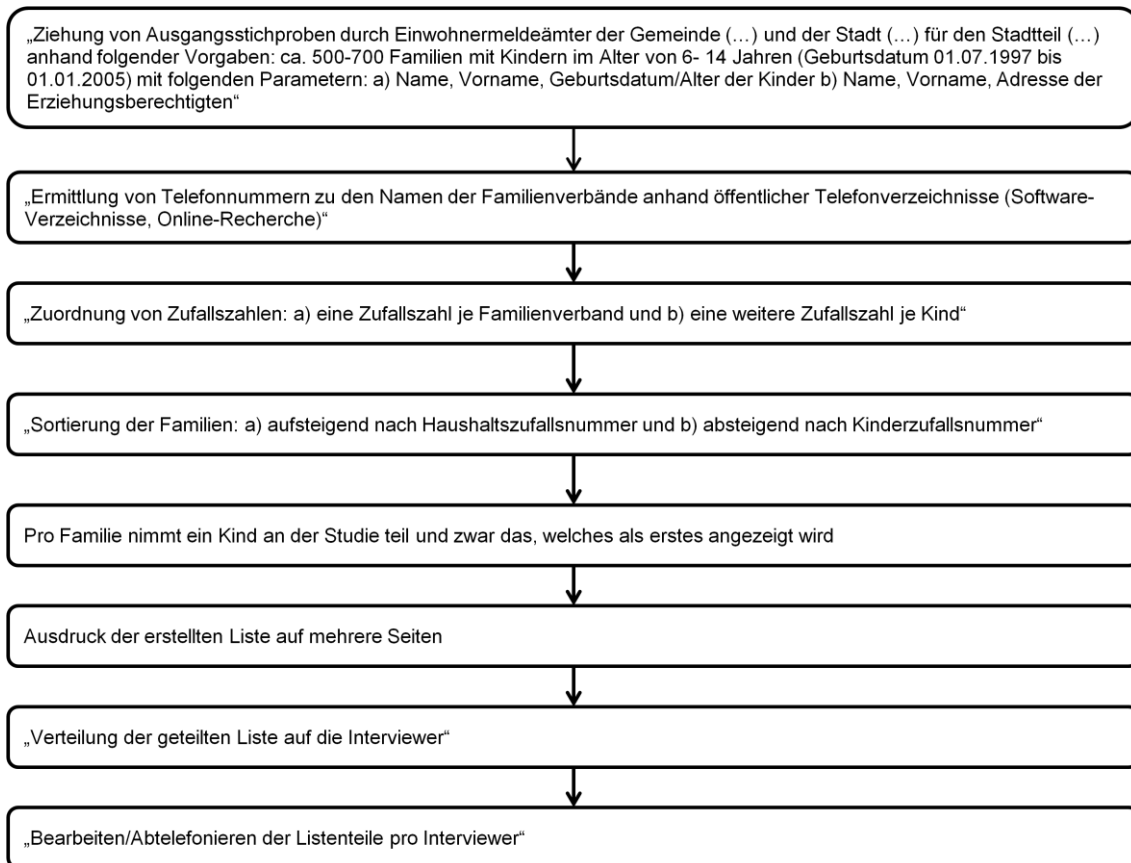 „Ziehung von Ausgangsstichproben durch Einwohnermeldeämter der Gemeinde (…) und der Stadt (…) für den Stadtteil (…)
anhand folgender Vorgaben: ca. 500-700 Familien mit Kindern im Alter von 6- 14 Jahren (Geburtsdatum 01.07.1997 bis
01.01.2005) mit folgenden Parametern: a) Name, Vorname, Geburtsdatum/Alter der Kinder b) Name, Vorname, Adresse der
Erziehungsberechtigten“
„Ermittlung von Telefonnummern zu den Namen der Familienverbände anhand öffentlicher Telefonverzeichnisse (Software-
Verzeichnisse, Online-Recherche)“
„Zuordnung von Zufallszahlen: a) eine Zufallszahl je Familienverband und b) eine weitere Zufallszahl je Kind“
„Sortierung der Familien: a) aufsteigend nach Haushaltszufallsnummer und b) absteigend nach Kinderzufallsnummer“
Pro Familie nimmt ein Kind an der Studie teil und zwar das, welches als erstes angezeigt wird
Ausdruck der erstellten Liste auf mehrere Seiten
„Verteilung der geteilten Liste auf die Interviewer“
„Bearbeiten/Abtelefonieren der Listenteile pro Interviewer“